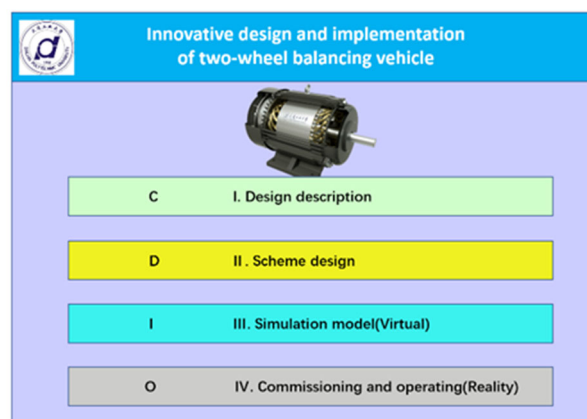 Innovative design and implementation
of two-wheel balancing vehicle
C I. Design description
D II. Scheme design
I III. Simulation model(Virtual)
O IV. Commissioning and operating(Reality)